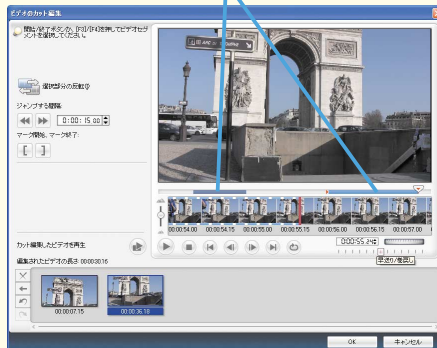 ビデオのカット編集
開始/終了ボタンか、[F3]/[F4]を押してビデオセグ
メントを選択してください。
選択部分の反転(I)
ジャンプする間隔:
0:00:15.00
マーク開始、マーク終了:
カット編集したビデオを再生
00:00:54.00 00:00:54.15 00:00:55.00 00:00:55.15 00:00:56.00 00:00:56.15 00:00:57.00
0:00:55.24
早送り/巻戻し
編集されたビデオの長さ 00:00:30.16
00:00:07.15
00:00:36.18
OK
キャンセル